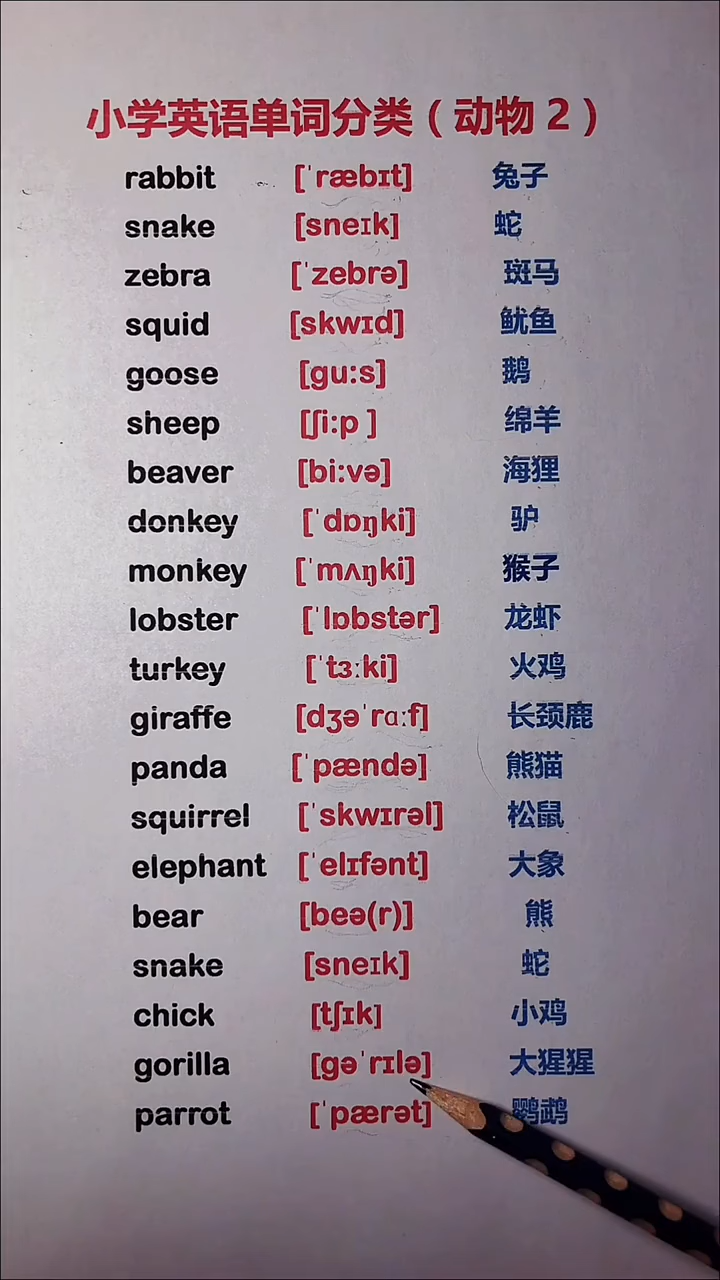 小学英语单词分类（动物 2）
rabbit [ˈræbɪt] 兔子
snake [sneɪk] 蛇
zebra [ˈzebrə] 斑马
squid [skwɪd] 鱿鱼
goose [gu:s] 鹅
sheep [ʃi:p ] 绵羊
beaver [bi:və] 海狸
donkey [ˈdɒŋki] 驴
monkey [ˈmʌŋki] 猴子
lobster [ˈlɒbstər] 龙虾
turkey [ˈtɜːki] 火鸡
giraffe [dʒəˈrɑːf] 长颈鹿
panda [ˈpændə] 熊猫
squirrel [ˈskwɪrəl] 松鼠
elephant [ˈelɪfənt] 大象
bear [beə(r)] 熊
snake [sneɪk] 蛇
chick [tʃɪk] 小鸡
gorilla [gəˈrɪlə] 大猩猩
parrot [ˈpærət] 鹦鹉